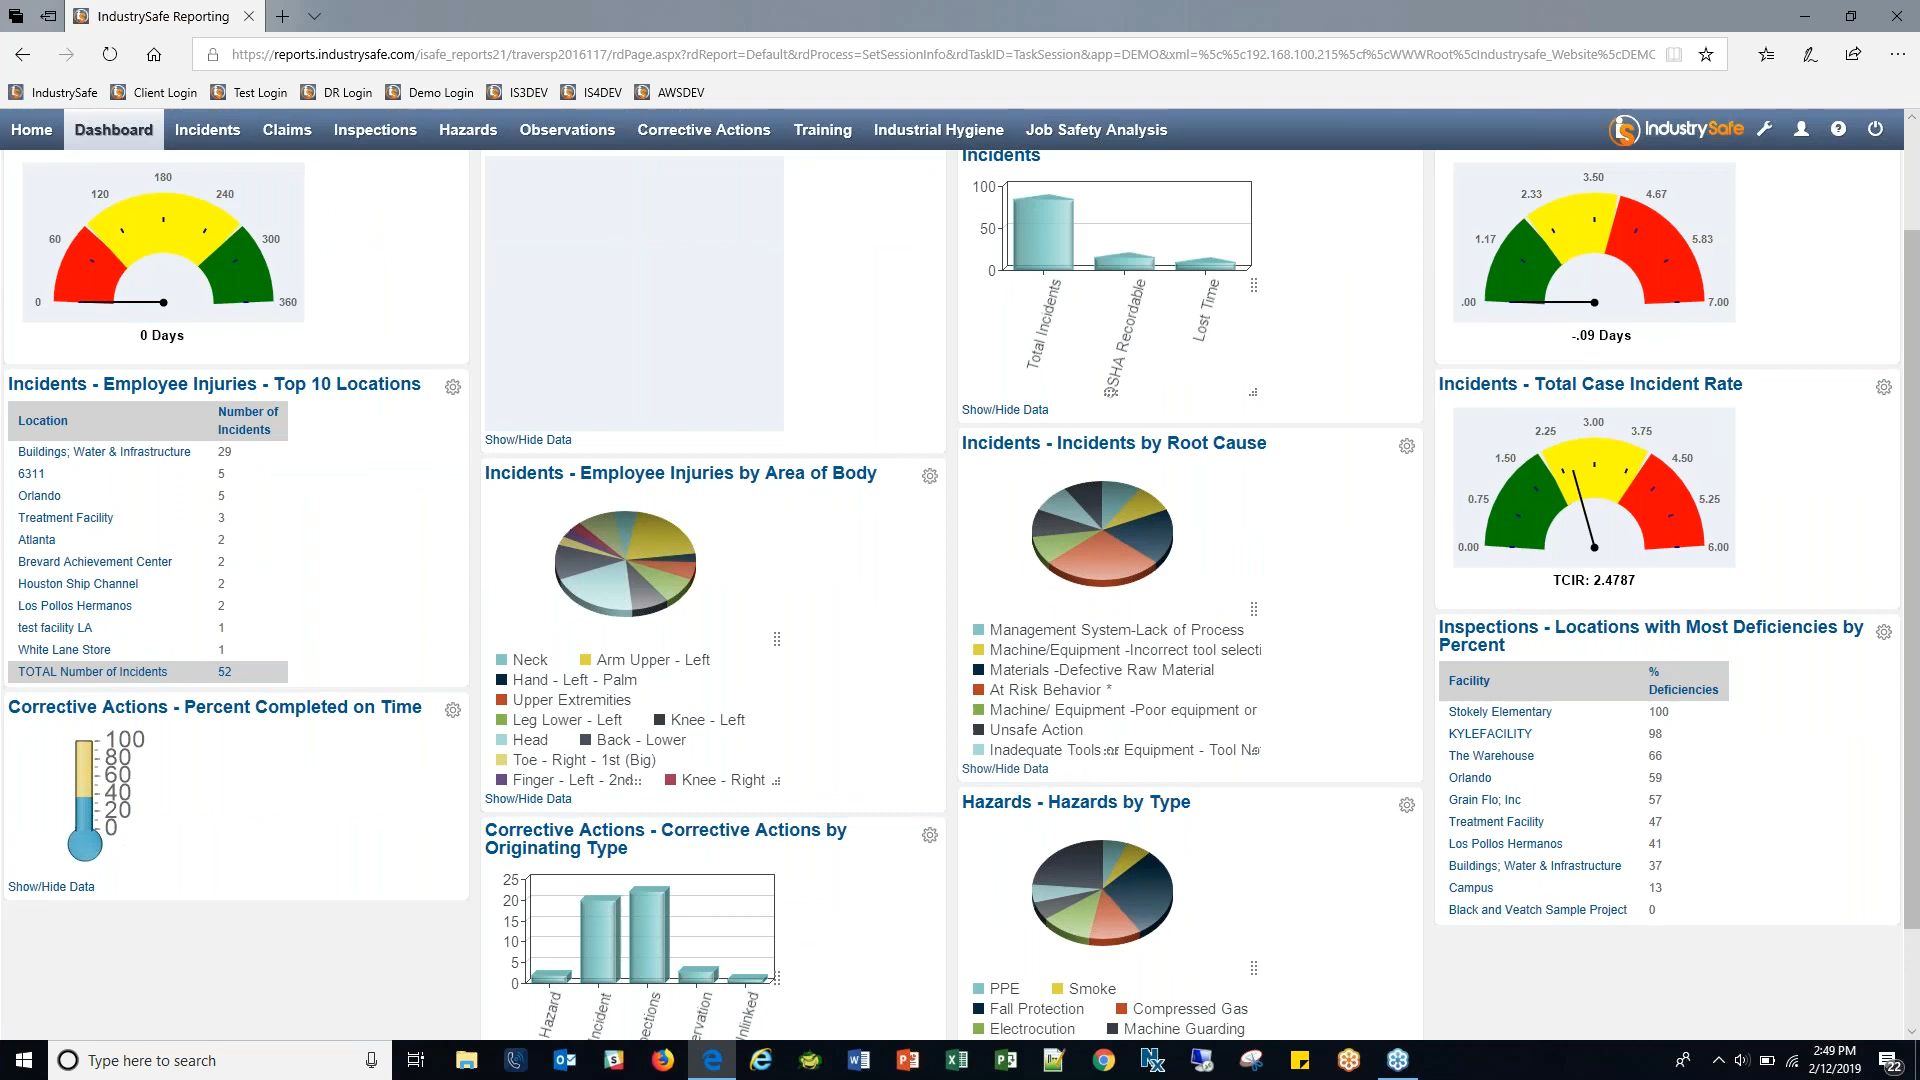 IndustrySafe Reporting
https://reports.industrysafe.com/isafe_reports21/traversp2016117/rdPage.aspx?rdReport=Default&rdProcess=SetSessionInfo&rdTaskID=TaskSession&app=DEMO&xml=%5c%5c192.168.100.215%5cf%5cWWWRoot%5cIndustrysafe_Website%5cDEMC
IndustrySafe Client Login Test Login DR Login Demo Login IS3DEV IS4DEV AWSDEV
Home Dashboard Incidents Claims Inspections Hazards Observations Corrective Actions Training Industrial Hygiene Job Safety Analysis IndustrySafe
0 60 120 180 240 300 360
0 Days
Incidents - Employee Injuries - Top 10 Locations
Location Number of Incidents
Buildings; Water & Infrastructure 29
6311 5
Orlando 5
Treatment Facility 3
Atlanta 2
Brevard Achievement Center 2
Houston Ship Channel 2
Los Pollos Hermanos 2
test facility LA 1
White Lane Store 1
TOTAL Number of Incidents 52
Corrective Actions - Percent Completed on Time
100
80
60
40
20
0
Show/Hide Data
Show/Hide Data
Incidents - Employee Injuries by Area of Body
Neck Arm Upper - Left
Hand - Left - Palm
Upper Extremities
Leg Lower - Left Knee - Left
Head Back - Lower
Toe - Right - 1st (Big)
Finger - Left - 2nd Knee - Right
Show/Hide Data
Corrective Actions - Corrective Actions by
Originating Type
25
20
15
10
5
0
Hazard ncident pections ervation nlinked
Incidents
100
50
0
Total Incidents OSHA Recordable Lost Time
Show/Hide Data
Incidents - Incidents by Root Cause
Management System-Lack of Process
Machine/Equipment -Incorrect tool selecti
Materials -Defective Raw Material
At Risk Behavior *
Machine/ Equipment -Poor equipment or
Unsafe Action
Inadequate Tools or Equipment - Tool No
Show/Hide Data
Hazards - Hazards by Type
PPE Smoke
Fall Protection Compressed Gas
Electrocution Machine Guarding
.00 1.17 2.33 3.50 4.67 5.83 7.00
-.09 Days
Incidents - Total Case Incident Rate
0.00 0.75 1.50 2.25 3.00 3.75 4.50 5.25 6.00
TCIR: 2.4787
Inspections - Locations with Most Deficiencies by
Percent
Facility % Deficiencies
Stokely Elementary 100
KYLEFACILITY 98
The Warehouse 66
Orlando 59
Grain Flo; Inc 57
Treatment Facility 47
Los Pollos Hermanos 41
Buildings; Water & Infrastructure 37
Campus 13
Black and Veatch Sample Project 0
Type here to search
2:49 PM
2/12/2019
22